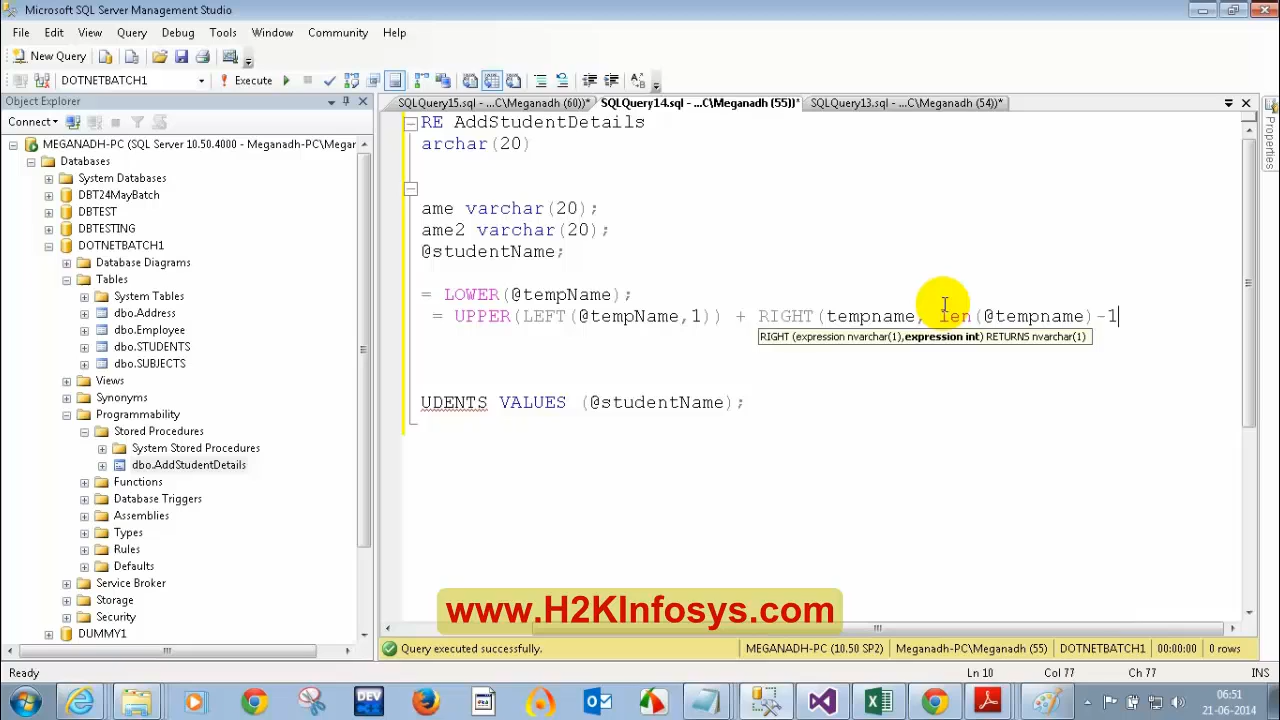 Microsoft SQL Server Management Studio
File Edit View Query Debug Tools Window Community Help
New Query
DOTNETBATCH1 Execute
Object Explorer
SQLQuery15.sql - ...C\Meganadh (60))* SQLQuery14.sql - ...C\Meganadh (55))* SQLQuery13.sql - ...C\Meganadh (54))*
Connect
MEGANADH-PC (SQL Server 10.50.4000 - Meganadh-PC\Megar
Databases
System Databases
DBT24MayBatch
DBTEST
DBTESTING
DOTNETBATCH1
Database Diagrams
Tables
System Tables
dbo.Address
dbo.Employee
dbo.STUDENTS
dbo.SUBJECTS
Views
Synonyms
Programmability
Stored Procedures
System Stored Procedures
dbo.AddStudentDetails
Functions
Database Triggers
Assemblies
Types
Rules
Defaults
Service Broker
Storage
Security
DUMMY1
RE AddStudentDetails
archar(20)
ame varchar(20);
ame2 varchar(20);
@studentName;
= LOWER(@tempName);
= UPPER(LEFT(@tempName,1)) + RIGHT(tempname, len(@tempname)-1
RIGHT (expression nvarchar(1),expression int) RETURNS nvarchar(1)
UDENTS VALUES (@studentName);
Properties
www.H2KInfosys.com
Query executed successfully. MEGANADH-PC (10.50 SP2) Meganadh-PC\Meganadh (55) DOTNETBATCH1 00:00:00 0 rows
Ready Ln 10 Col 77 Ch 77 INS
DEV
06:51
21-06-2014